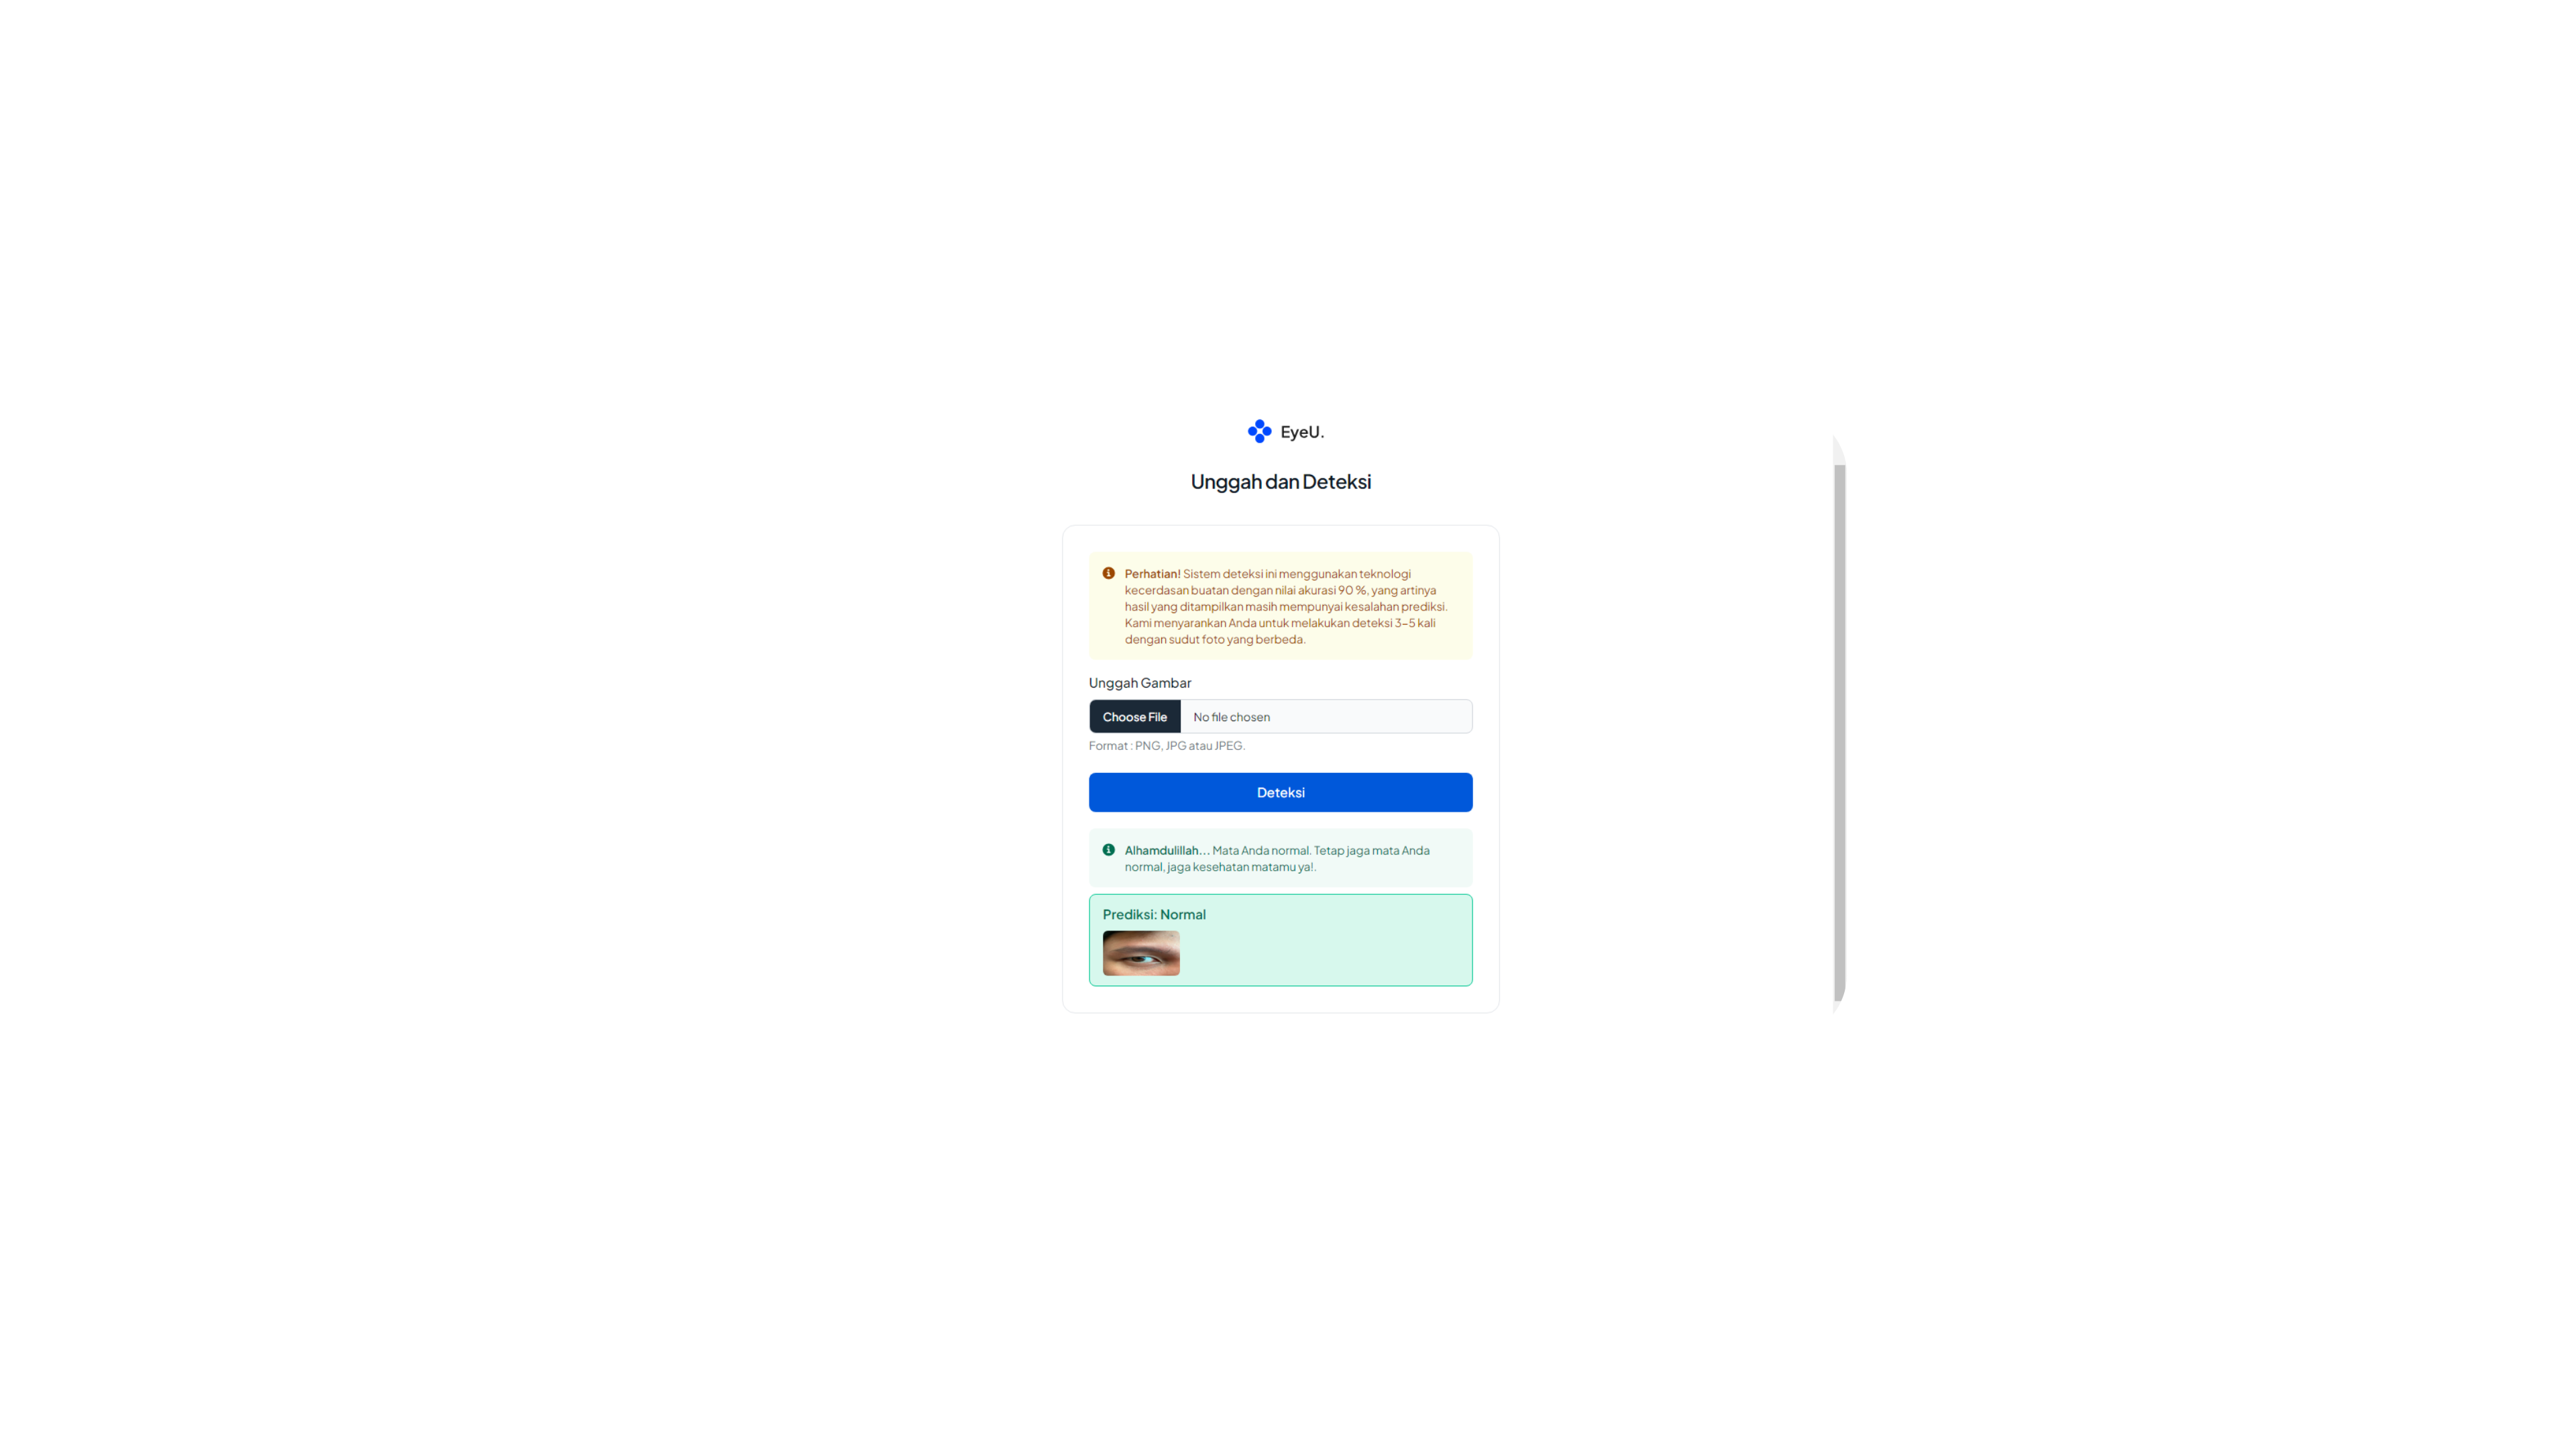 EyeU.
Unggah dan Deteksi
Perhatian! Sistem deteksi ini menggunakan teknologi
kecerdasan buatan dengan nilai akurasi 90 %, yang artinya
hasil yang ditampilkan masih mempunyai kesalahan prediksi.
Kami menyarankan Anda untuk melakukan deteksi 3-5 kali
dengan sudut foto yang berbeda.
Unggah Gambar
Choose File No file chosen
Format : PNG, JPG atau JPEG.
Deteksi
Alhamdulillah... Mata Anda normal. Tetap jaga mata Anda
normal, jaga kesehatan matamu ya!.
Prediksi: Normal